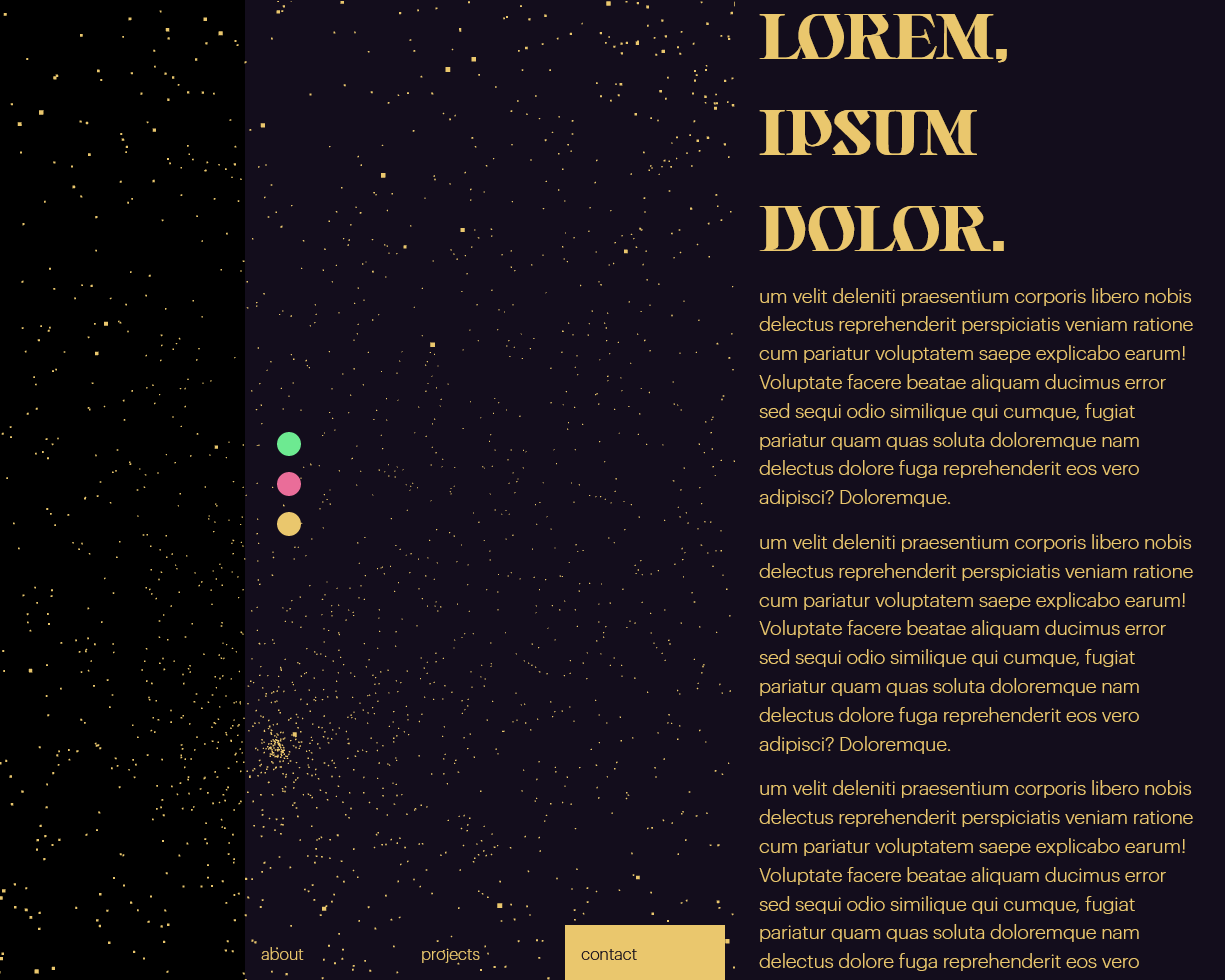 LOREM,
IPSUM
DOLOR.
um velit deleniti praesentium corporis libero nobis
delectus reprehenderit perspiciatis veniam ratione
cum pariatur voluptatem saepe explicabo earum!
Voluptate facere beatae aliquam ducimus error
sed sequi odio similique qui cumque, fugiat
pariatur quam quas soluta doloremque nam
delectus dolore fuga reprehenderit eos vero
adipisci? Doloremque.
um velit deleniti praesentium corporis libero nobis
delectus reprehenderit perspiciatis veniam ratione
cum pariatur voluptatem saepe explicabo earum!
Voluptate facere beatae aliquam ducimus error
sed sequi odio similique qui cumque, fugiat
pariatur quam quas soluta doloremque nam
delectus dolore fuga reprehenderit eos vero
adipisci? Doloremque.
um velit deleniti praesentium corporis libero nobis
delectus reprehenderit perspiciatis veniam ratione
cum pariatur voluptatem saepe explicabo earum!
Voluptate facere beatae aliquam ducimus error
sed sequi odio similique qui cumque, fugiat
pariatur quam quas soluta doloremque nam
delectus dolore fuga reprehenderit eos vero
about projects contact